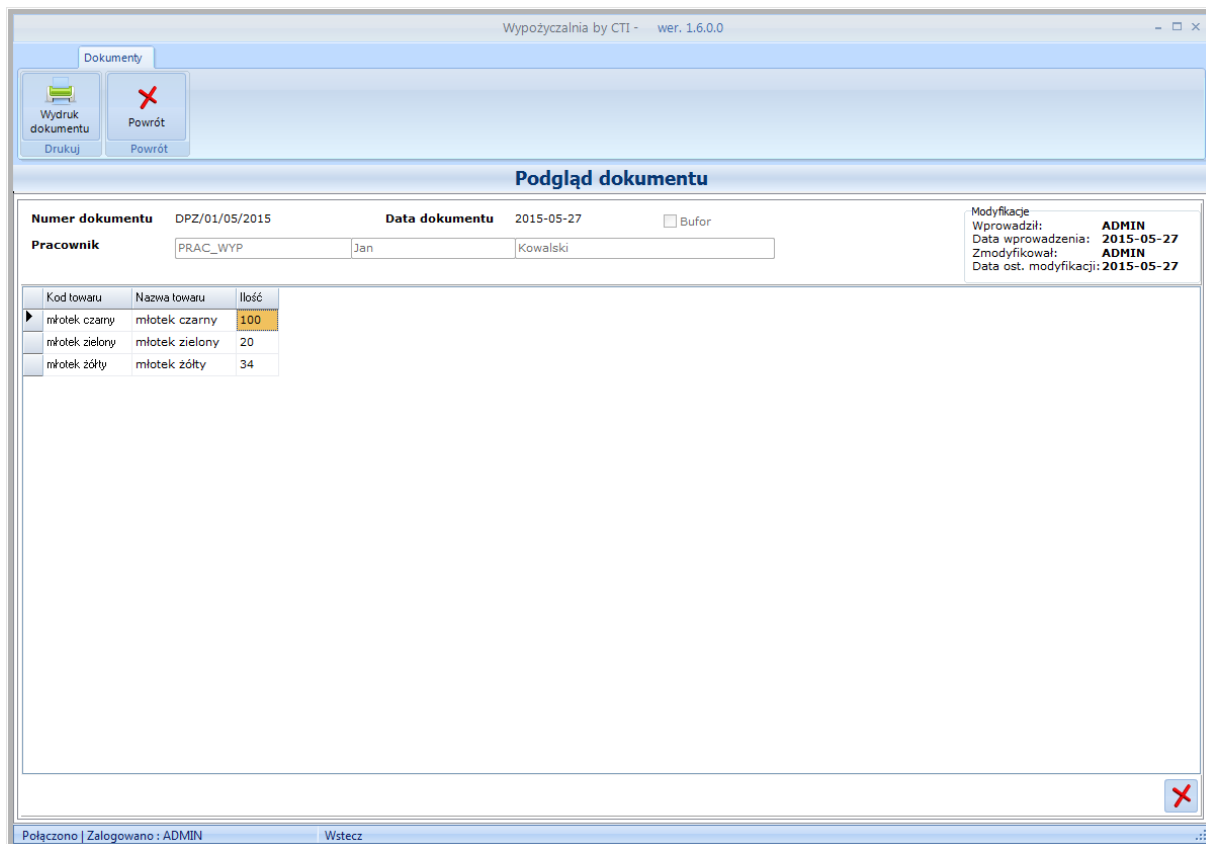 Wypożyczalnia by CTI - wer. 1.6.0.0
Dokumenty
Wydruk dokumentu
Powrót
Drukuj
Powrót
Podgląd dokumentu
Numer dokumentu DPZ/01/05/2015 Data dokumentu 2015-05-27 Bufor
Pracownik PRAC_WYP Jan Kowalski
Modyfikacje
Wprowadził: ADMIN
Data wprowadzenia: 2015-05-27
Zmodyfikował: ADMIN
Data ost. modyfikacji: 2015-05-27
Kod towaru Nazwa towaru Ilość
młotek czarny młotek czarny 100
młotek zielony młotek zielony 20
młotek żółty młotek żółty 34
Połączono | Zalogowano : ADMIN Wstecz